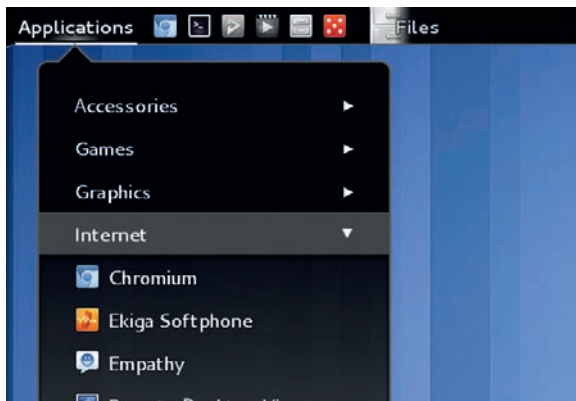 Applications Files
Accessories
Games
Graphics
Internet
Chromium
Ekiga Softphone
Empathy